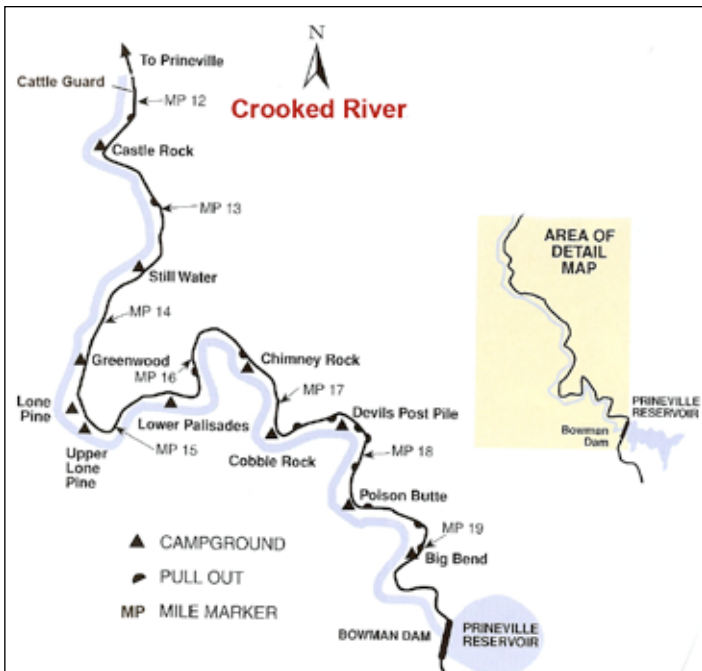 N
To Prineville
Cattle Guard
MP 12
Crooked River
Castle Rock
MP 13
AREA OF
DETAIL
MAP
Still Water
MP 14
Greenwood
MP 16
Chimney Rock
MP 17
Lone
Pine
Devils Post Pile
PRINEVILLE
RESERVOIR
Lower Palisades
MP 15
Bowman
Dam
Upper
Lone
Pine
Cobble Rock
MP 18
Poison Butte
MP 19
Big Bend
CAMPGROUND
PULL OUT
MP MILE MARKER
BOWMAN DAM
PRINEVILLE
RESERVOIR